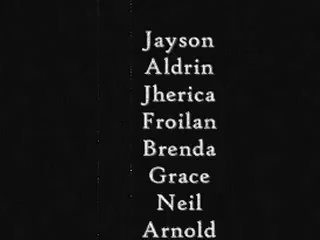 Jayson
Aldrin
Jherica
Froilan
Brenda
Grace
Neil
Arnold